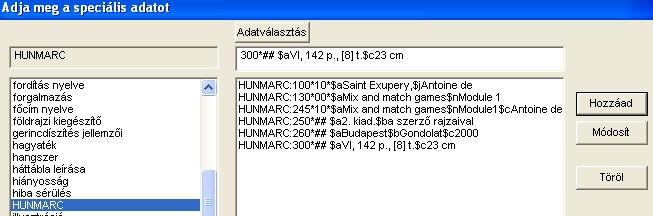 Adja meg a speciális adatot
Adatválasztás
HUNMARC
300*## $aVI, 142 p., [8] t.$c23 cm
fordítás nyelve
forgalmazás
főcím nyelve
földrajzi kiegészítő
gerincdíszítés jellemzői
hagyaték
hangszer
háttábla leírása
hiányosság
hiba sérülés
HUNMARC
HUNMARC:100*10*$aSaint Exupery,$jAntoine de
HUNMARC:130*00*$aMix and match games$nModule 1
HUNMARC:245*10*$aMix and match games$nModule1$cAntoine de
HUNMARC:250*## $a2. kiad.$ba szerző rajzaival
HUNMARC:260*## $aBudapest$bGondolat$c2000
HUNMARC:300*## $aVI, 142 p., [8] t.$c23 cm
Hozzáad
Módosít
Töröl